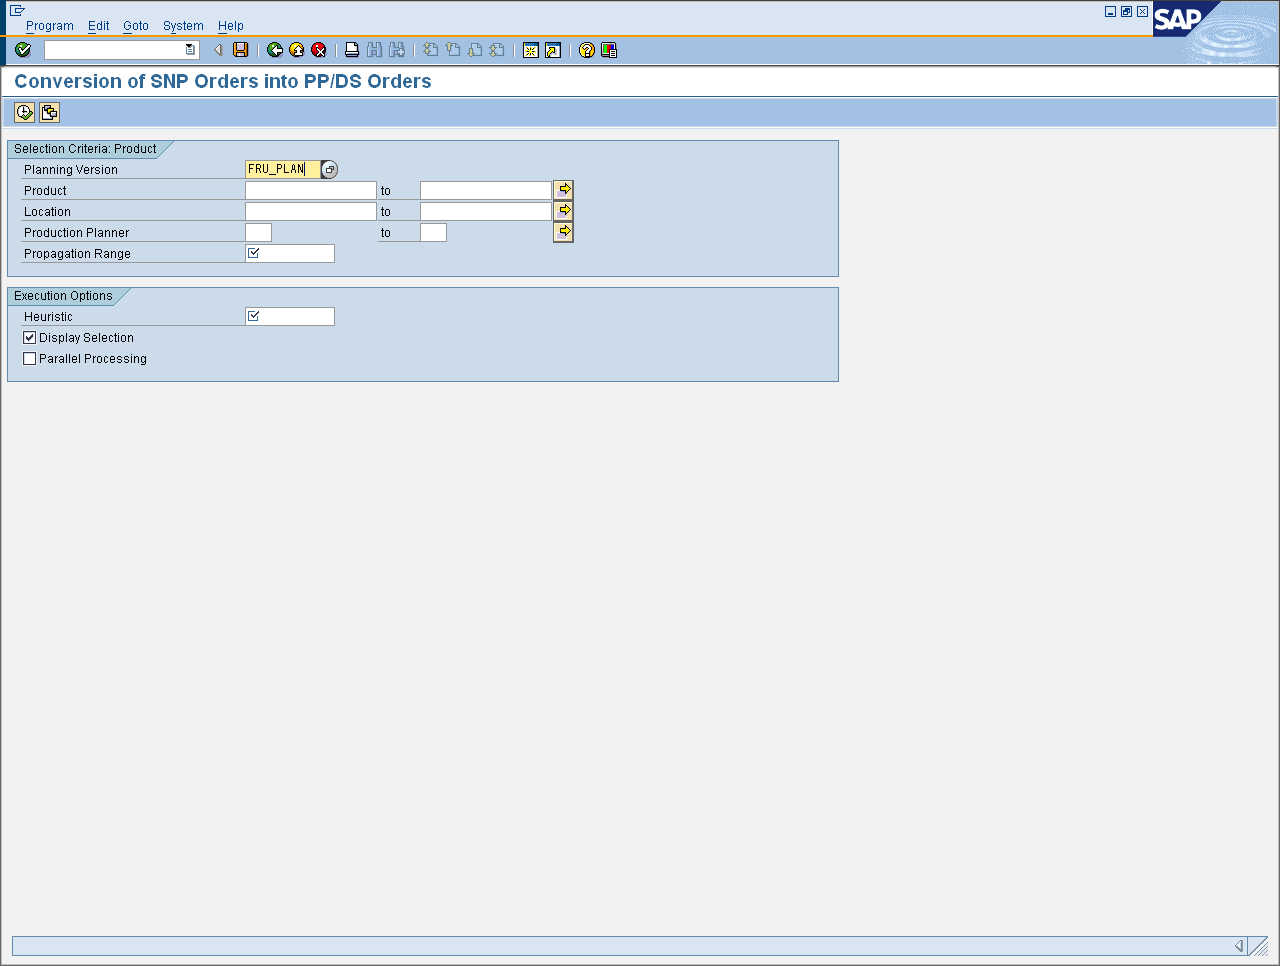 Program Edit Goto System Help
SAP
Conversion of SNP Orders into PP/DS Orders
Selection Criteria: Product
Planning Version FRU_PLAN
Product to
Location to
Production Planner to
Propagation Range
Execution Options
Heuristic
Display Selection
Parallel Processing